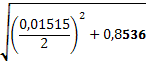 √((0,01515/2)² + 0,8536)